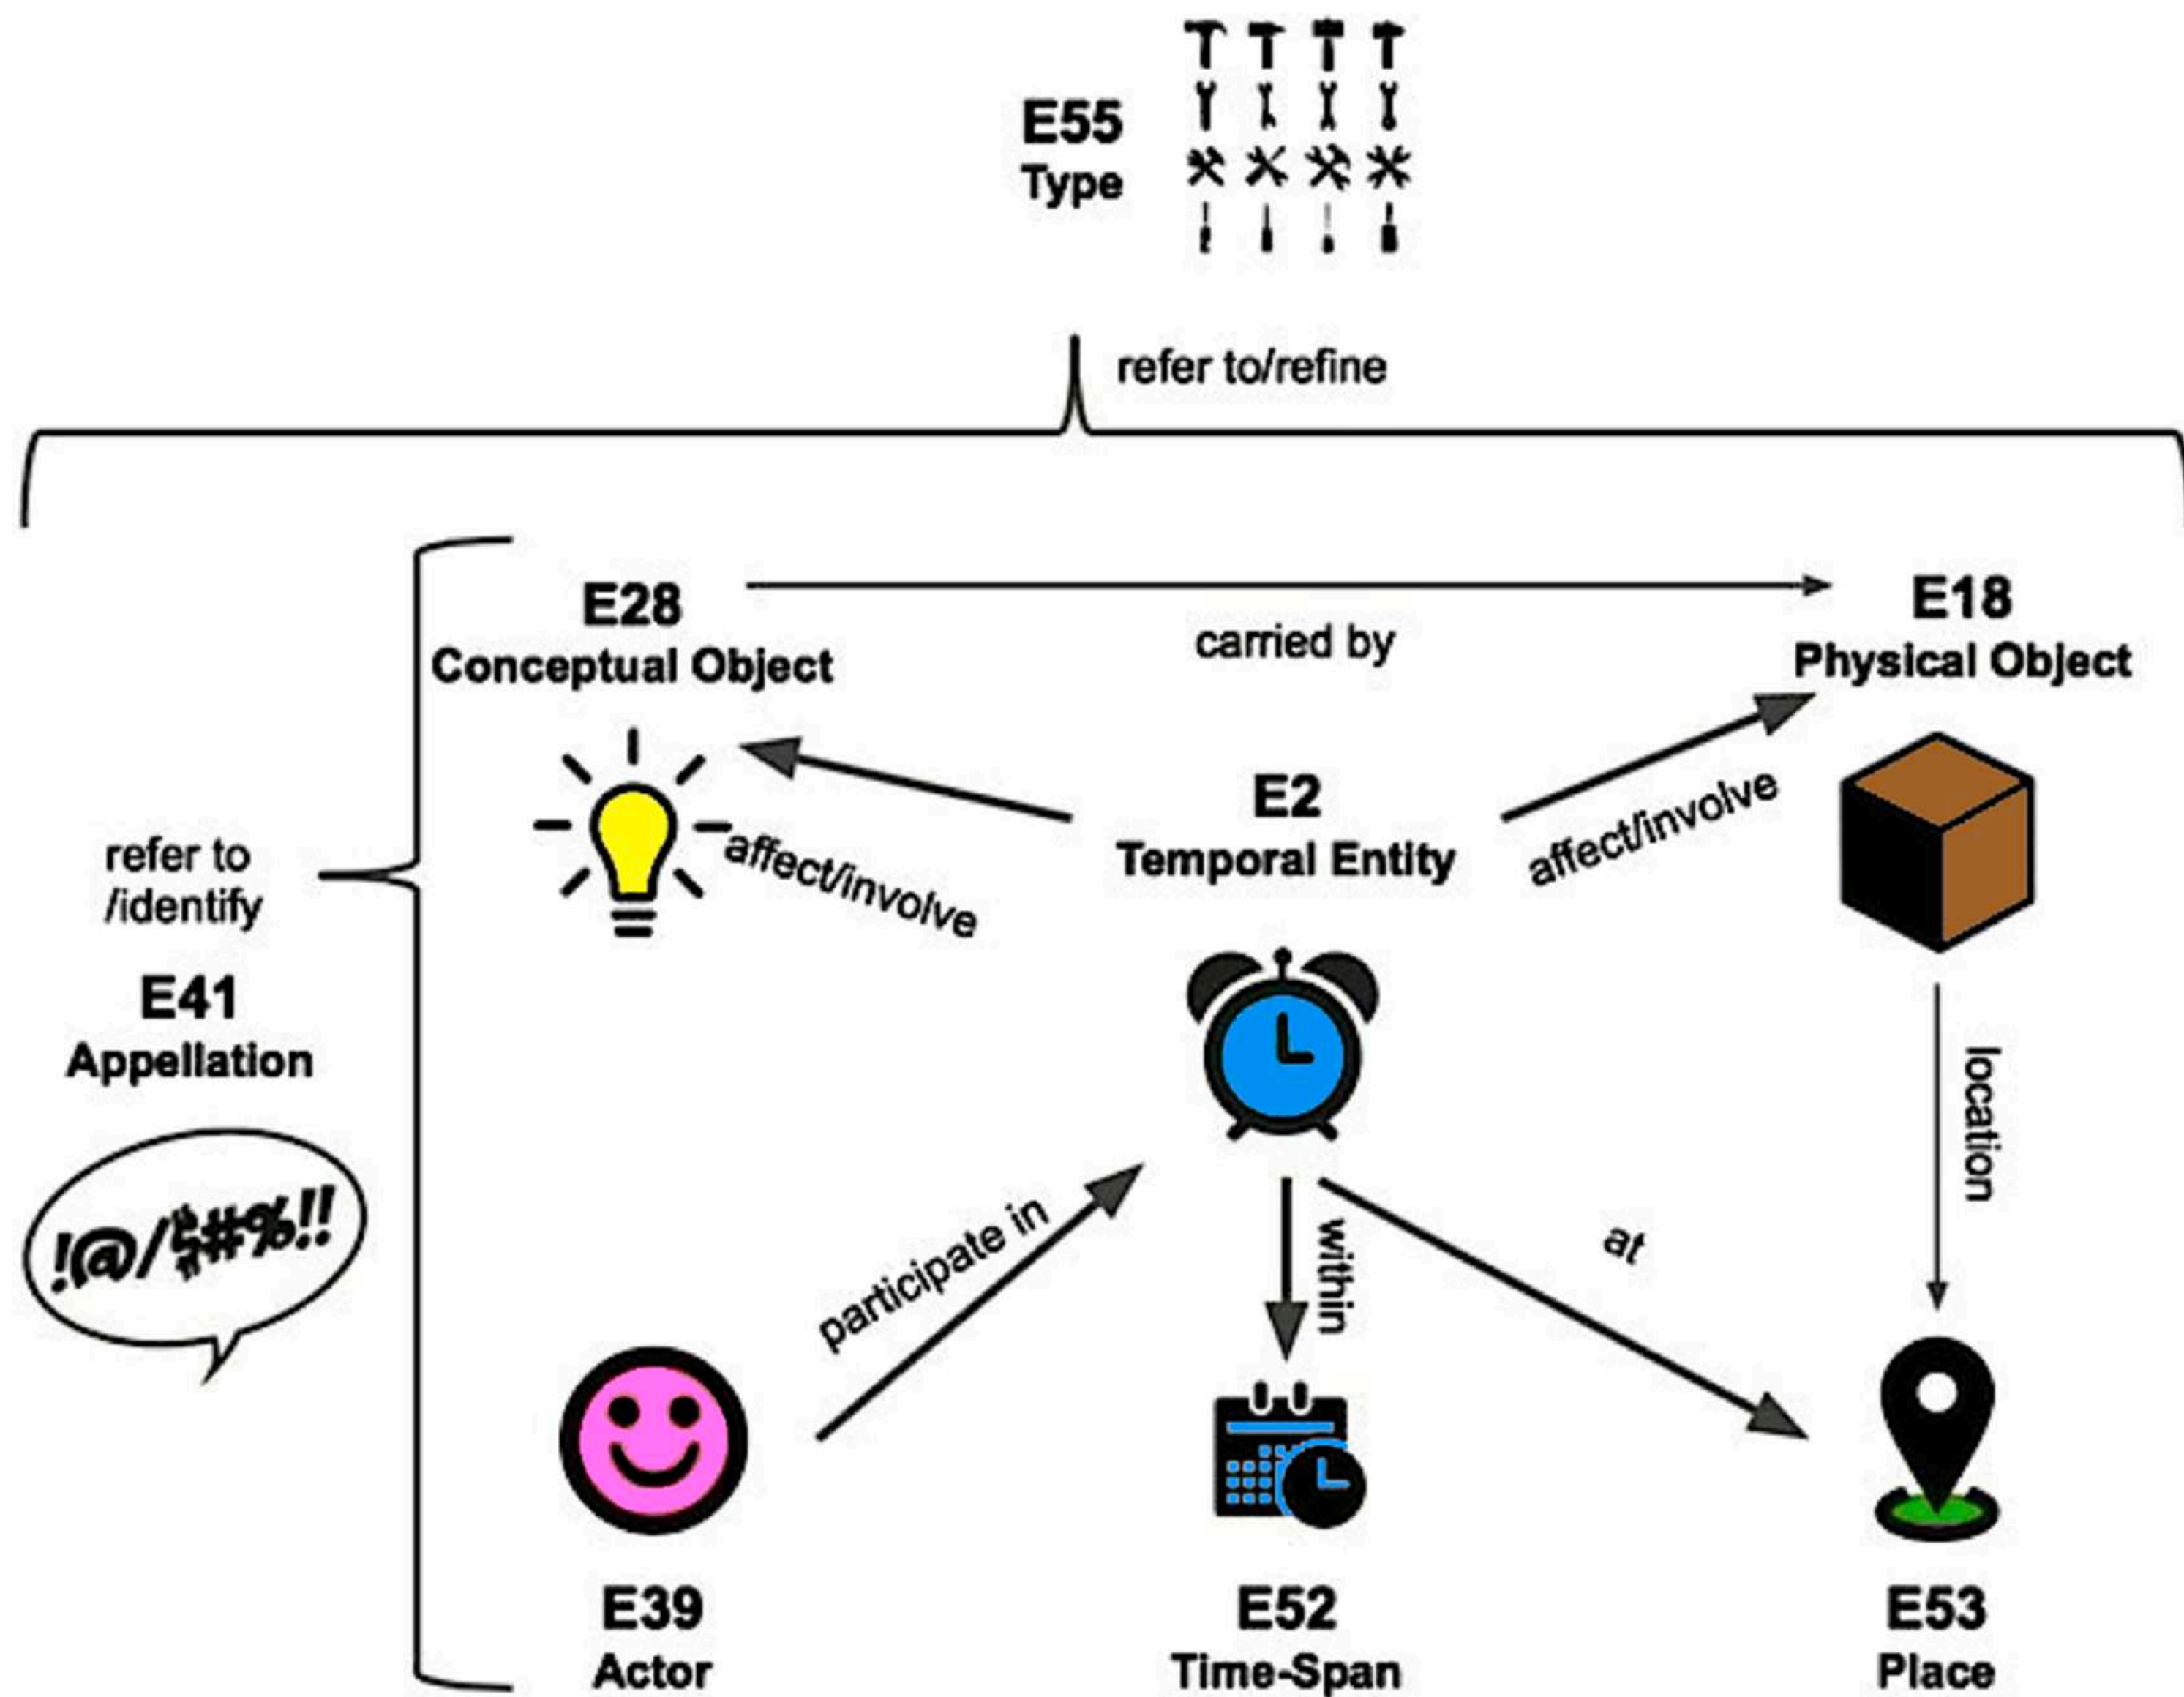 E55
Type
refer to/refine
E28
Conceptual Object
carried by
E18
Physical Object
E2
Temporal Entity
affect/involve
affect/involve
refer to
/identify
E41
Appellation
location
participate in
within
at
E39
Actor
E52
Time-Span
E53
Place